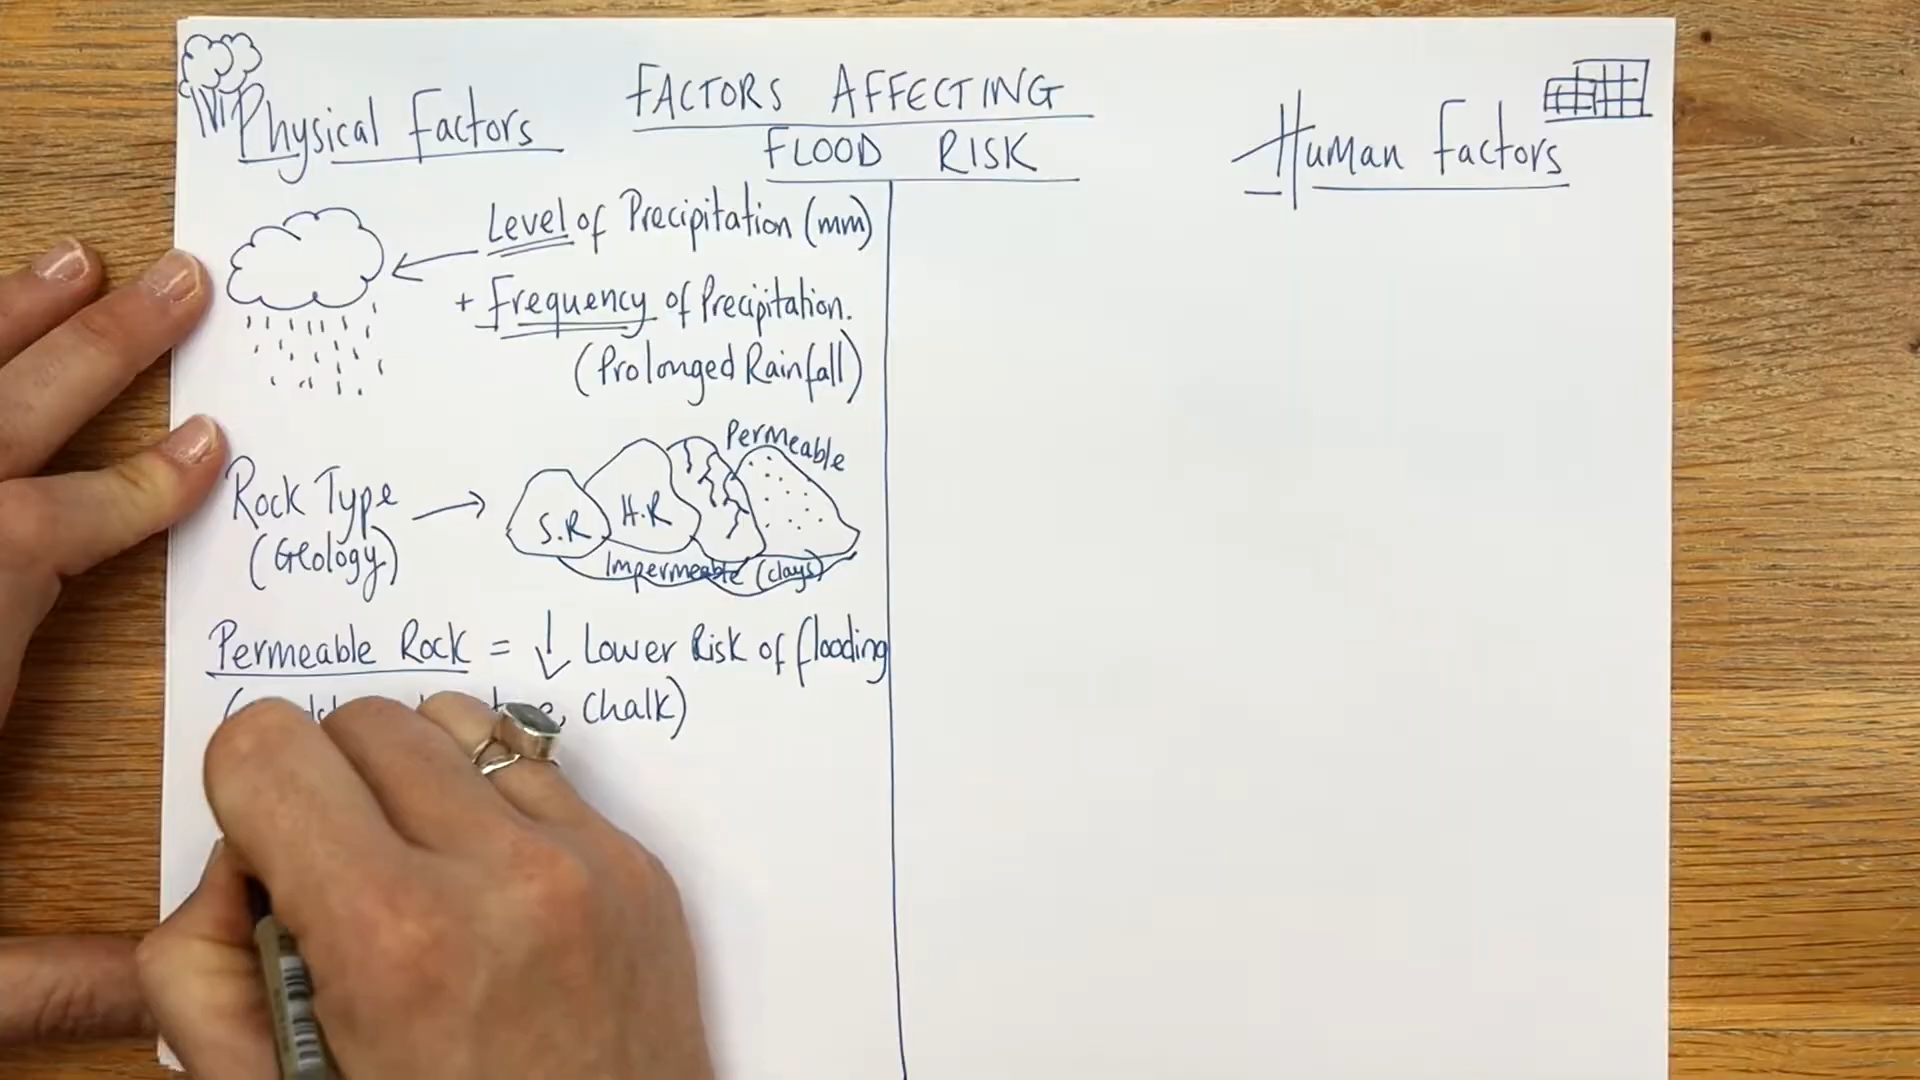 FACTORS AFFECTING
FLOOD RISK
Physical Factors
Level of Precipitation (mm)
+ Frequency of Precipitation.
(Prolonged Rainfall)
Rock Type
(Geology)
S.R
H.R
Permeable
Impermeable (clays)
Permeable Rock = ↓ Lower Risk of flooding
Chalk)
Human Factors